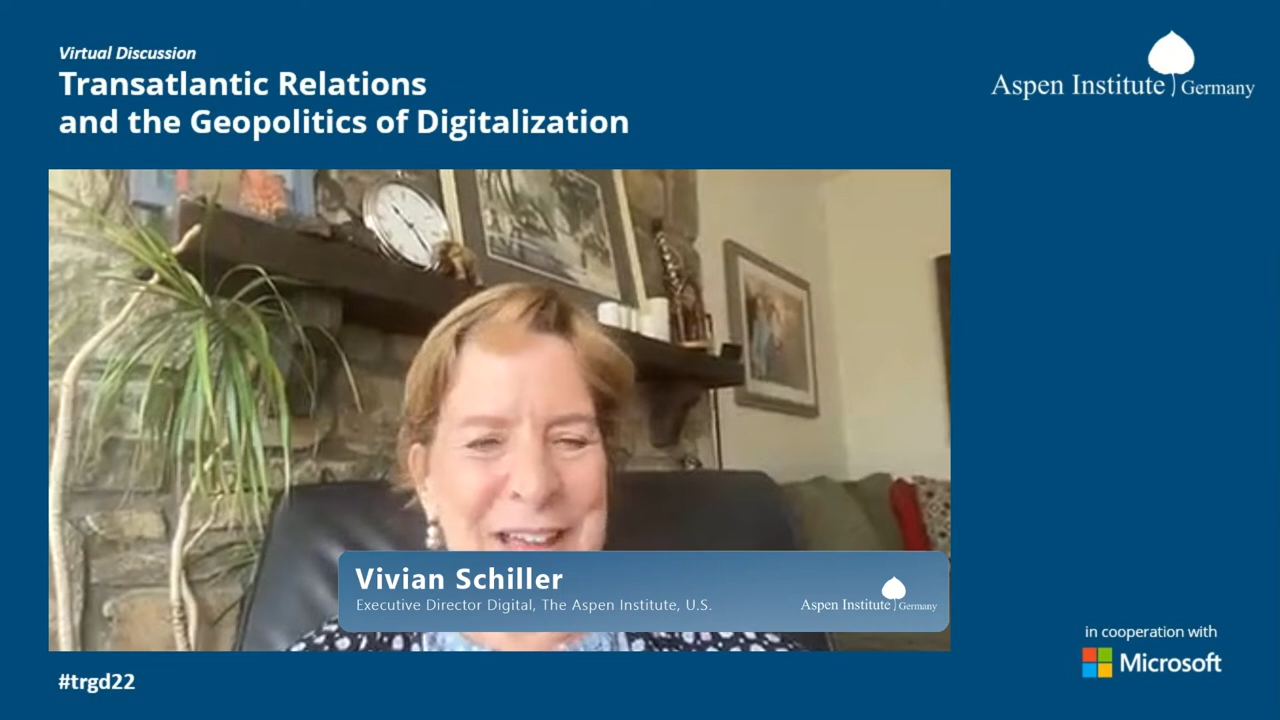 Virtual Discussion
Transatlantic Relations
and the Geopolitics of Digitalization
Aspen Institute Germany
Vivian Schiller
Executive Director Digital, The Aspen Institute, U.S.
Aspen Institute Germany
in cooperation with
Microsoft
#trgd22